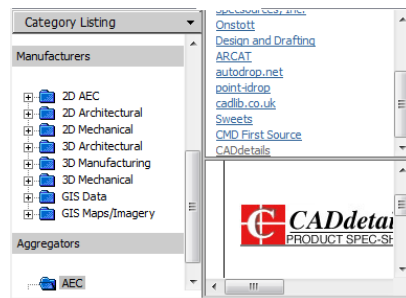 Category Listing
Manufacturers
2D AEC
2D Architectural
2D Mechanical
3D Architectural
3D Manufacturing
3D Mechanical
GIS Data
GIS Maps/Imagery
Aggregators
AEC
Onstott
Design and Drafting
ARCAT
autodrop.net
point-idrop
cadlib.co.uk
Sweets
CMD First Source
CADdetails
CADdetai
PRODUCT SPEC-SH